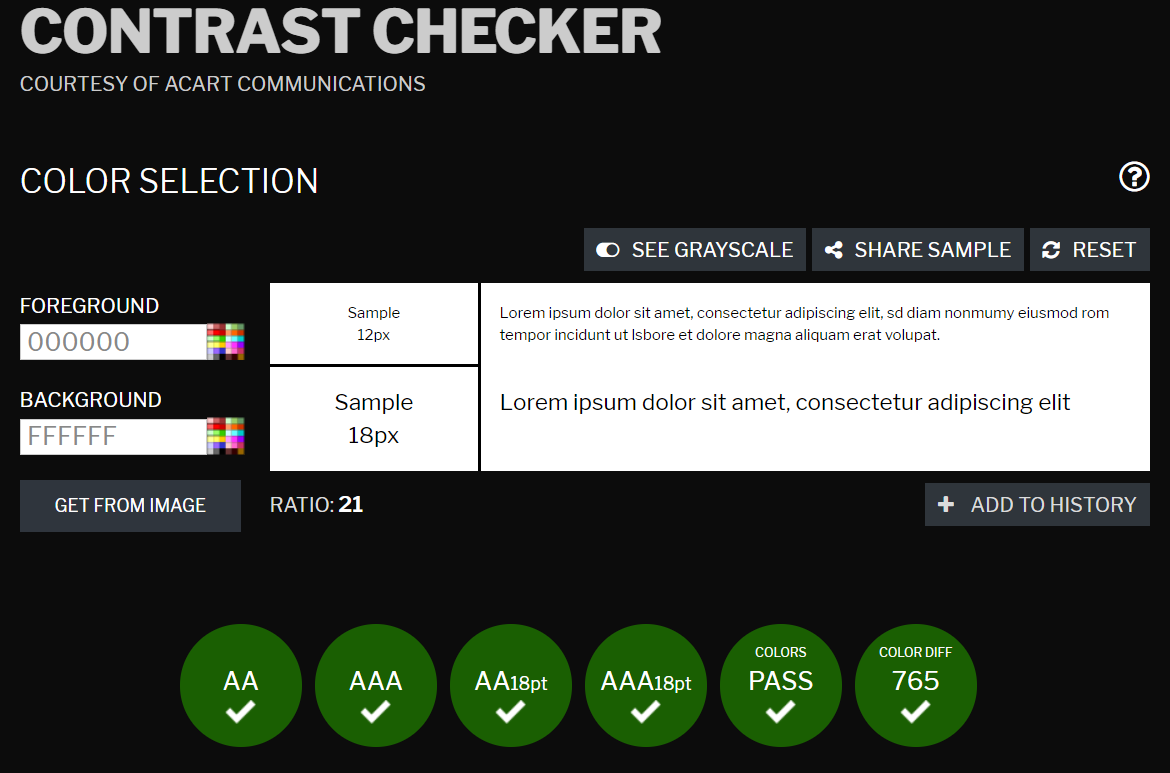 CONTRAST CHECKER
COURTESY OF ACART COMMUNICATIONS
COLOR SELECTION
SEE GRAYSCALE
SHARE SAMPLE
RESET
FOREGROUND
000000
BACKGROUND
FFFFFF
GET FROM IMAGE
Sample
12px
Lorem ipsum dolor sit amet, consectetur adipiscing elit, sd diam nonmumy eiusmod rom
tempor incidunt ut lsbore et dolore magna aliquam erat volupat.
Sample
18px
Lorem ipsum dolor sit amet, consectetur adipiscing elit
RATIO: 21
ADD TO HISTORY
AA
AAA
AA18pt
AAA18pt
COLORS
PASS
COLOR DIFF
765